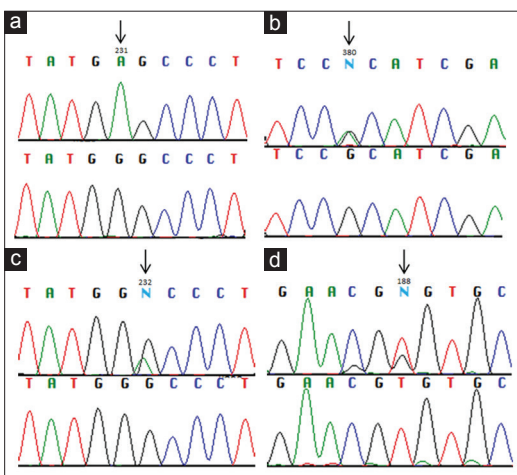 a
231
T A T G A G C C C T
T A T G G G C C C T
b
380
T C C N C A T C G A
T C C G C A T C G A
c
232
T A T G G N C C C T
T A T G G G C C C T
d
188
G A A C G N G T G C
G A A C G T G T G C